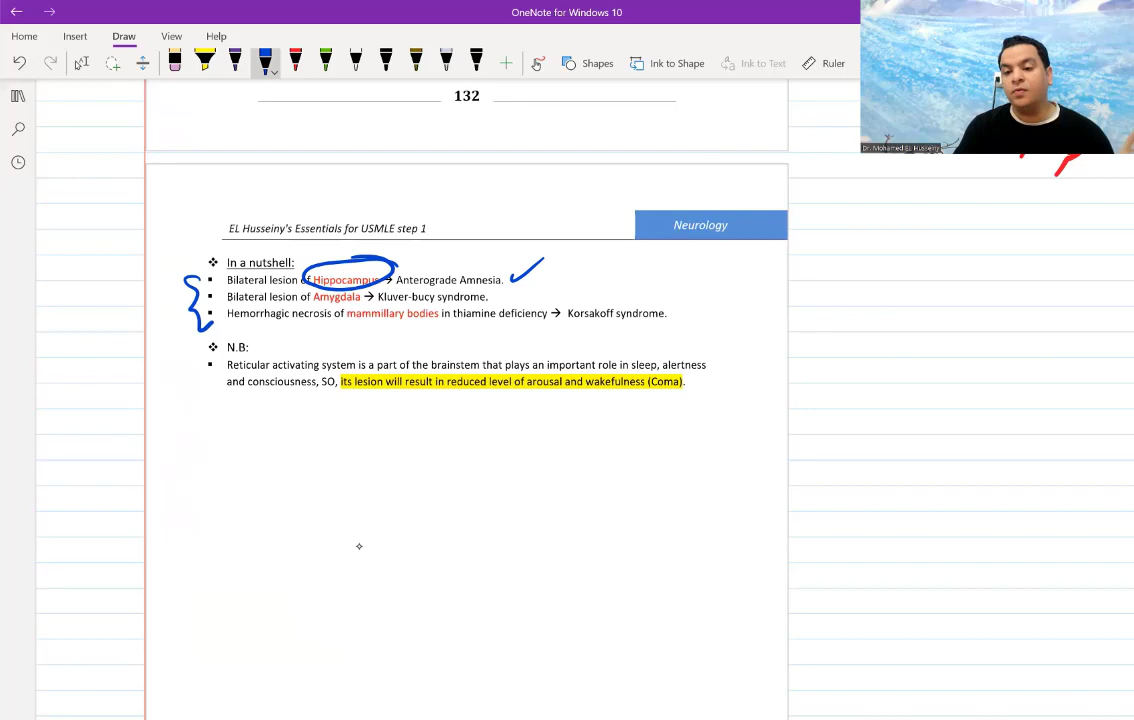 OneNote for Windows 10
Home Insert Draw View Help
Shapes Ink to Shape Ink to Text Ruler
Dr. Mohamed EL Husseiny
132
EL Husseiny's Essentials for USMLE step 1
Neurology
❖ In a nutshell:
▪ Bilateral lesion of Hippocampus → Anterograde Amnesia.
▪ Bilateral lesion of Amygdala → Kluver-bucy syndrome.
▪ Hemorrhagic necrosis of mammillary bodies in thiamine deficiency → Korsakoff syndrome.
❖ N.B:
▪ Reticular activating system is a part of the brainstem that plays an important role in sleep, alertness
and consciousness, SO, its lesion will result in reduced level of arousal and wakefulness (Coma).